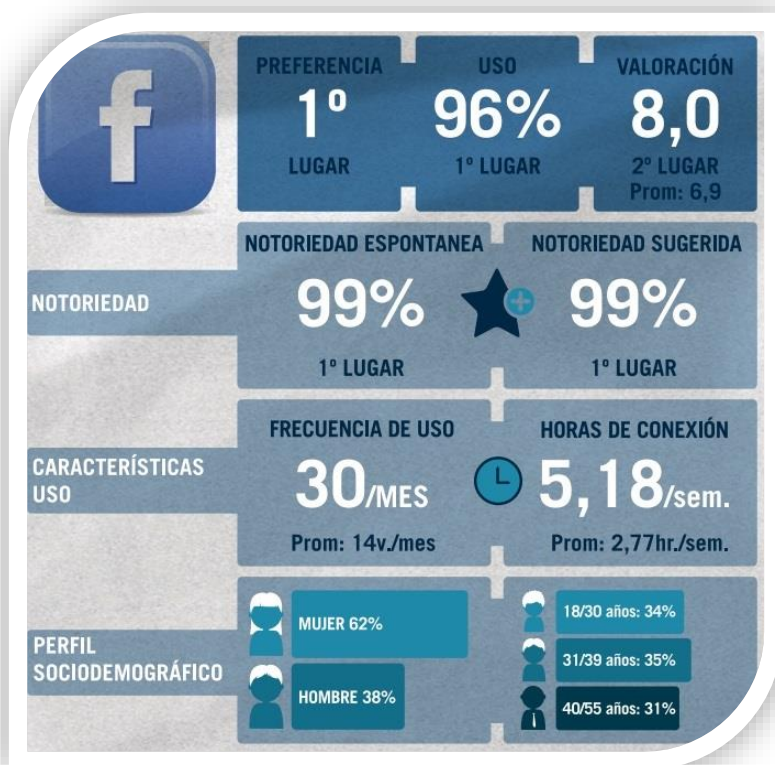 f
PREFERENCIA
1º
LUGAR
USO
96%
1º LUGAR
VALORACIÓN
8,0
2º LUGAR
Prom: 6,9
NOTORIEDAD
NOTORIEDAD ESPONTANEA
99%
1º LUGAR
NOTORIEDAD SUGERIDA
99%
1º LUGAR
CARACTERÍSTICAS
USO
FRECUENCIA DE USO
30/MES
Prom: 14v./mes
HORAS DE CONEXIÓN
5,18/sem.
Prom: 2,77hr./sem.
PERFIL
SOCIODEMOGRÁFICO
MUJER 62%
HOMBRE 38%
18/30 años: 34%
31/39 años: 35%
40/55 años: 31%